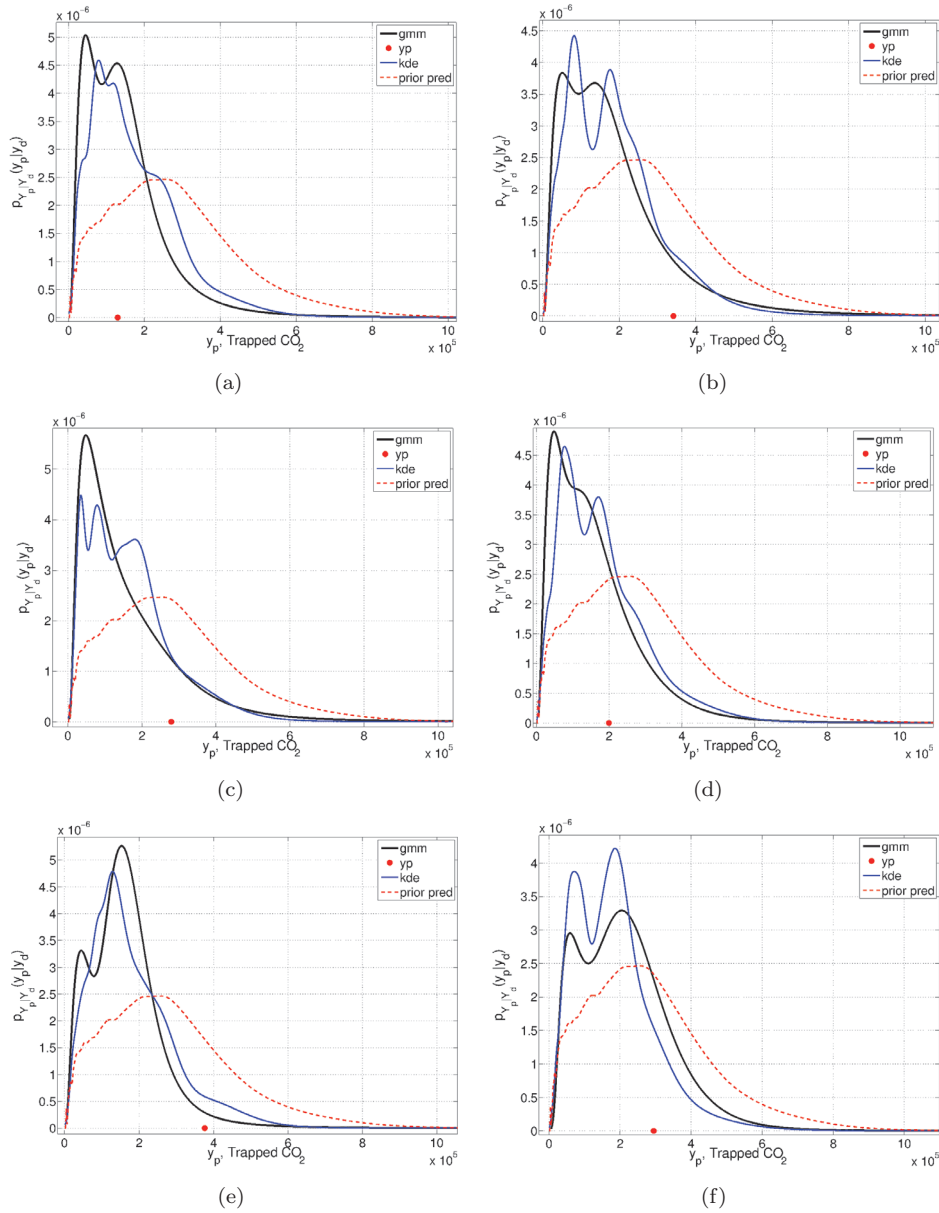 x 10⁻⁶
5
4.5
4
3.5
3
2.5
2
1.5
1
0.5
0
0 2 4 6 8 10
x 10⁵
p_{Y_p|Y_d}(y_p|y_d)
y_p, Trapped CO₂
gmm
yp
kde
prior pred
(a)
x 10⁻⁶
4.5
4
3.5
3
2.5
2
1.5
1
0.5
0
0 2 4 6 8 10
x 10⁵
p_{Y_p|Y_d}(y_p|y_d)
y_p, Trapped CO₂
gmm
yp
kde
prior pred
(b)
x 10⁻⁶
5
4
3
2
1
0
0 2 4 6 8 10
x 10⁵
p_{Y_p|Y_d}(y_p|y_d)
y_p, Trapped CO₂
gmm
yp
kde
prior pred
(c)
x 10⁻⁶
4.5
4
3.5
3
2.5
2
1.5
1
0.5
0
0 2 4 6 8 10
x 10⁵
p_{Y_p|Y_d}(y_p|y_d)
y_p, Trapped CO₂
gmm
yp
kde
prior pred
(d)
x 10⁻⁶
5
4.5
4
3.5
3
2.5
2
1.5
1
0.5
0
0 2 4 6 8 10
x 10⁵
p_{Y_p|Y_d}(y_p|y_d)
y_p, Trapped CO₂
gmm
yp
kde
prior pred
(e)
x 10⁻⁶
4
3.5
3
2.5
2
1.5
1
0.5
0
0 2 4 6 8 10
x 10⁵
p_{Y_p|Y_d}(y_p|y_d)
y_p, Trapped CO₂
gmm
yp
kde
prior pred
(f)